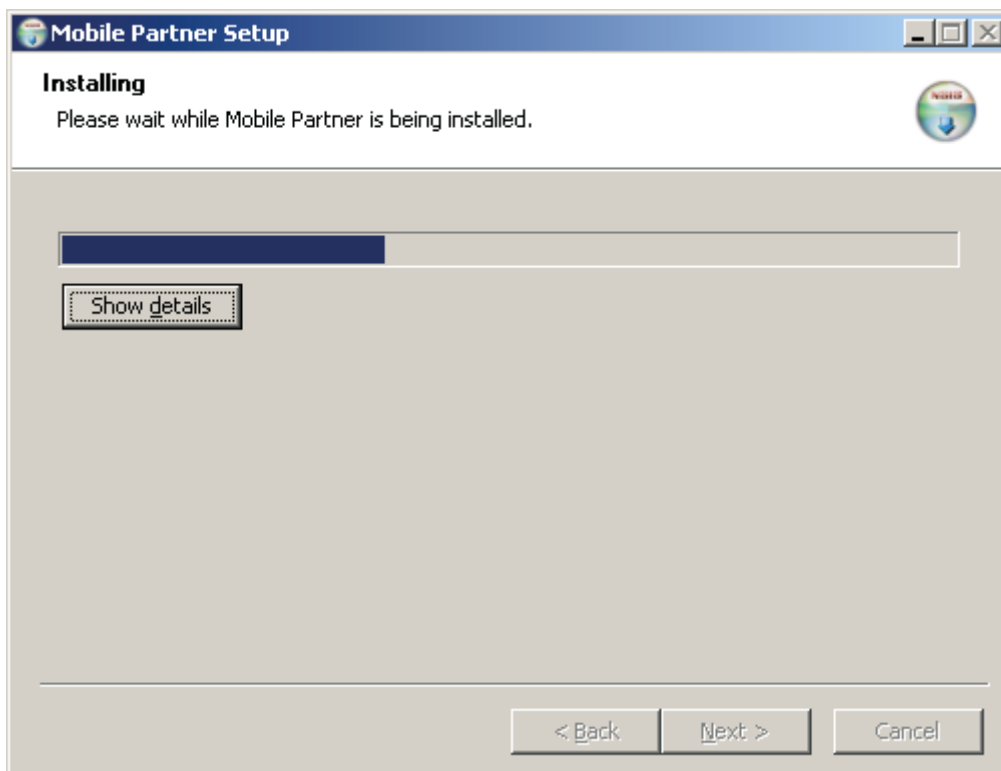 Mobile Partner Setup
Installing
Please wait while Mobile Partner is being installed.
Show details
< Back
Next >
Cancel